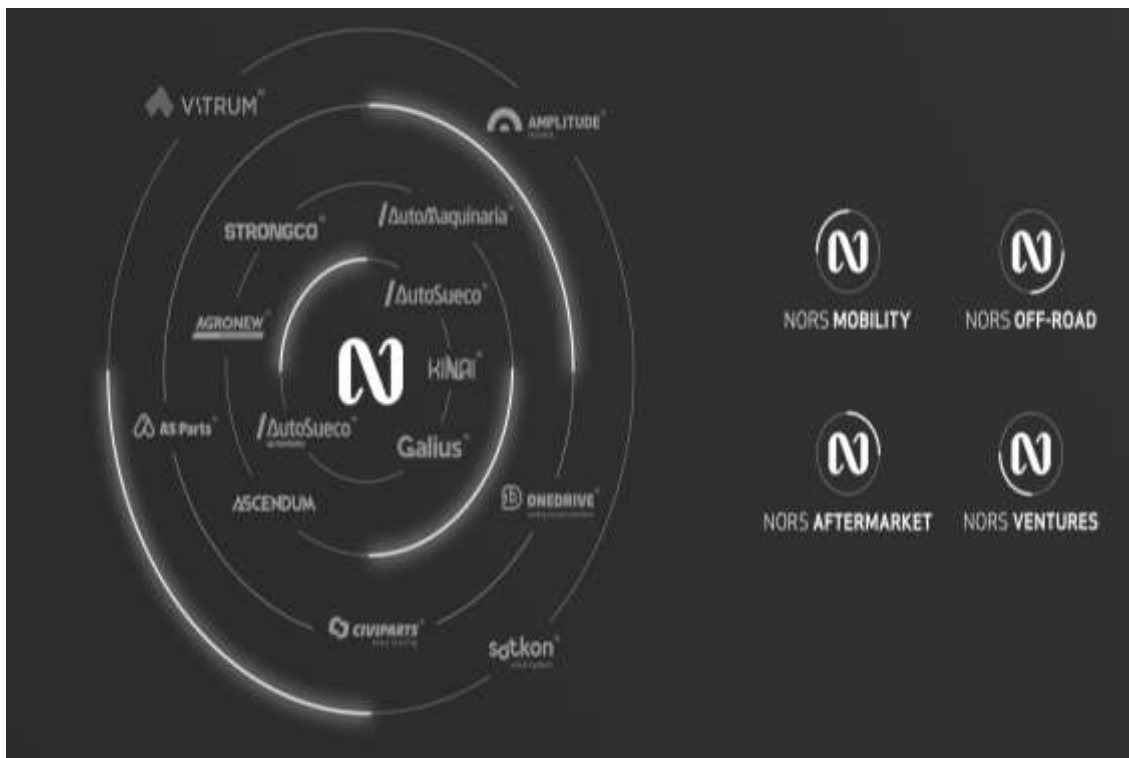 VITRUM
AMPLITUDE
STRONGCO
AutoMaquinaria
AGRONEW
AutoSueco
KINAI
AS Parts
AutoSueco
Galius
ASCENDUM
ONEDRIVE
CIVIPARTS
sotkon
NORS MOBILITY
NORS OFF-ROAD
NORS AFTERMARKET
NORS VENTURES